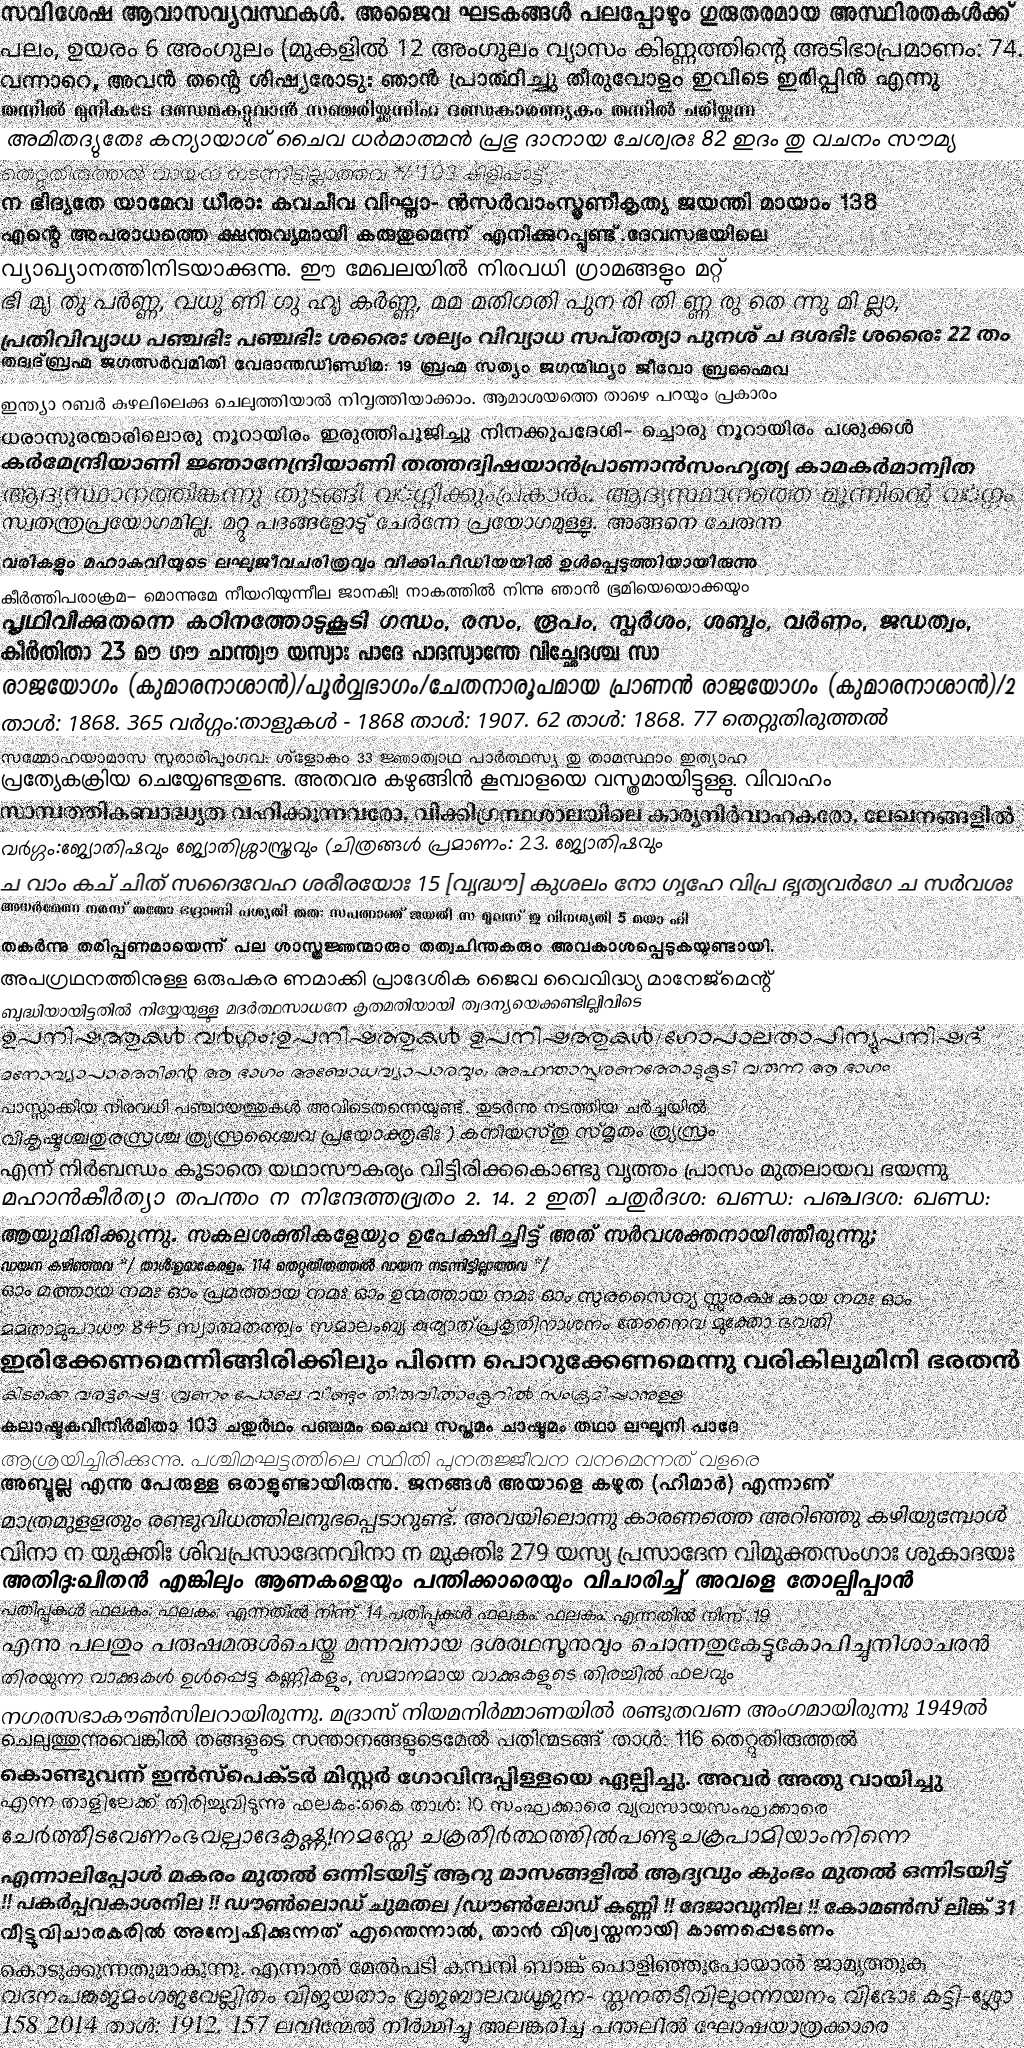 സവിശേഷ ആവാസവ്യവസ്ഥകൾ. അജൈവ ഘടകങ്ങൾ പലപ്പോഴും ഗുരുതരമായ അസ്ഥിരതകൾക്ക്
പലം, ഉയരം 6 അംഗുലം (മുകളിൽ 12 അംഗുലം വ്യാസം കിണ്ണത്തിന്റെ അടിഭാപ്രമാണം: 74.
വന്നാറെ, അവൻ തന്റെ ശിഷ്യരോടു: ഞാൻ പ്രാൎത്ഥിച്ചു തീരുവോളം ഇവിടെ ഇരിപ്പിൻ എന്നു
തന്നിൽ മുനികടേ ദണ്ഡമകറ്റുവാൻ സഞ്ചരിയ്ക്കുന്നിഹ ദണ്ഡകാരണ്യകം തന്നിൽ ചരിയ്ക്കുന്ന
അമിതദ്യുതേഃ കന്യായാശ് ചൈവ ധർമാത്മൻ പ്രഭു ദാനായ ചേശ്വരഃ 82 ഇദം തു വചനം സൗമ്യ
തെറ്റുതിരുത്തൽ വായന നടന്നിട്ടില്ലാത്തവ */ 103 കിളിപ്പാട്ട്
ന ഭിദ്യതേ യാമേവ ധീരാഃ കവചീവ വിഘ്നാ- ൻസർവാംസ്തൃണീകൃത്യ ജയന്തി മായാം 138
എന്റെ അപരാധത്തെ ക്ഷന്തവ്യമായി കരുതുമെന്ന് എനിക്കുറപ്പുണ്ട്.ദേവസഭയിലെ
വ്യാഖ്യാനത്തിനിടയാക്കുന്നു. ഈ മേഖലയിൽ നിരവധി ഗ്രാമങ്ങളും മറ്റ്
ഭി മൃ തു പർണ്ണ, വധൂ ണി ഗു ഹൃ കർണ്ണ, മമ മതിഗതി പുന രി തി ണ്ണ രു തെ ന്നു മി ല്ലാ,
പ്രതിവിവ്യാധ പഞ്ചഭിഃ പഞ്ചഭിഃ ശരൈഃ ശല്യം വിവ്യാധ സപ്തത്യാ പുനശ് ച ദശഭിഃ ശരൈഃ 22 തം
തദ്വദ്ബ്രഹ്മ ജഗത്സർവമിതി വേദാന്തഡിണ്ഡിമഃ 19 ബ്രഹ്മ സത്യം ജഗന്മിഥ്യാ ജീവോ ബ്രഹ്മൈവ
ഇന്ത്യാ റബർ കുഴലിലെക്കു ചെലുത്തിയാൽ നിവൃത്തിയാക്കാം. ആമാശയത്തെ താഴെ പറയും പ്രകാരം
ധരാസുരന്മാരിലൊരു നൂറായിരം ഇരുത്തിപൂജിച്ചു നിനക്കുപദേശി- ച്ചൊരു നൂറായിരം പശുക്കൾ
കർമേന്ദ്രിയാണി ജ്ഞാനേന്ദ്രിയാണി തത്തദ്വിഷയാൻപ്രാണാൻസംഹൃത്യ കാമകർമാന്വിത
ആദ്യസ്ഥാനത്തിങ്കന്നു തുടങ്ങി വൎഗ്ഗിക്കുംപ്രകാരം. ആദ്യസ്ഥാനത്തെ മൂന്നിന്റെ വൎഗ്ഗം
സ്വതന്ത്രപ്രയോഗമില്ല. മറ്റു പദങ്ങളോടു് ചേർന്നേ പ്രയോഗമുള്ളൂ. അങ്ങനെ ചേരുന്ന
വരികളും മഹാകവിയുടെ ലഘുജീവചരിത്രവും വിക്കിപീഡിയയിൽ ഉൾപ്പെടുത്തിയായിരുന്നു
കീർത്തിപരാക്രമ- മൊന്നുമേ നീയറിയുന്നീല ജാനകി! നാകത്തിൽ നിന്നു ഞാൻ ഭൂമിയെയൊക്കയും
പൃഥിവീക്കുതന്നെ കഠിനത്തോടുകൂടി ഗന്ധം, രസം, രൂപം, സ്പർശം, ശബ്ദം, വർണം, ജഡത്വം,
കീർതിതാ 23 മൗ ഗൗ ചാന്ത്യൗ യസ്യാഃ പാദേ പാദസ്യാന്തേ വിച്ഛേദശ്ച സാ
രാജയോഗം (കുമാരനാശാൻ)/പൂർവ്വഭാഗം/ചേതനാരൂപമായ പ്രാണൻ രാജയോഗം (കുമാരനാശാൻ)/2
താൾ: 1868. 365 വർഗ്ഗം:താളുകൾ - 1868 താൾ: 1907. 62 താൾ: 1868. 77 തെറ്റുതിരുത്തൽ
സമ്മോഹയാമാസ സുരാരിപുംഗവഃ ശ്ളോകം 33 ജ്ഞാത്വാഥ പാർത്ഥസ്യ തു താമസ്ഥാം ഇത്യാഹ
പ്രത്യേകക്രിയ ചെയ്യേണ്ടതുണ്ടു. അതവര കഴുങ്ങിൻ കൂമ്പാളയെ വസ്ത്രമായിട്ടുള്ളു. വിവാഹം
സാമ്പത്തികബാദ്ധ്യത വഹിക്കുന്നവരോ, വിക്കിഗ്രന്ഥശാലയിലെ കാര്യനിർവാഹകരോ, ലേഖനങ്ങളിൽ
വർഗ്ഗം:ജ്യോതിഷവും ജ്യോതിശ്ശാസ്ത്രവും (ചിത്രങ്ങൾ പ്രമാണം: 23. ജ്യോതിഷവും
ച വാം കച് ചിത് സദൈവേഹ ശരീരയോഃ 15 [വൃദ്ധൗ] കുശലം നോ ഗൃഹേ വിപ്ര ഭൃത്യവർഗേ ച സർവശഃ
തതോ ഭദ്രാണി പശ്യതി തതഃ സപത്നാഞ് ജയതി സ മൂലസ് തു വിനശ്യതി 5 മയാ ഹി
തകർന്നു തരിപ്പണമായെന്ന് പല ശാസ്ത്രജ്ഞന്മാരും തത്വചിന്തകരും അവകാശപ്പെടുകയുണ്ടായി.
അപഗ്രഥനത്തിനുള്ള ഒരുപകര ണമാക്കി പ്രാദേശിക ജൈവ വൈവിദ്ധ്യ മാനേജ്മെന്റ്
ബുദ്ധിയായിട്ടതിൽ നിയ്യേയുള്ളു മദർത്ഥസാധനേ കൃതമതിയായി ത്വദന്യയെക്കണ്ടില്ലിവിടെ
ഉപനിഷത്തുകൾ വർഗ്ഗം:ഉപനിഷത്തുകൾ ഉപനിഷത്തുകൾ/ഗോപാലതാപിന്യുപനിഷദ്
മനോവ്യാപാരത്തിന്റെ ആ ഭാഗം അബോധവ്യാപാരവും, അഹന്താസ്ഫുരണത്തോടുകൂടി വരുന്ന ആ ഭാഗം
പാസ്സാക്കിയ നിരവധി പഞ്ചായത്തുകൾ അവിടെതന്നെയുണ്ട്. തുടർന്നു നടത്തിയ ചർച്ചയിൽ,
വികൃഷ്ടശ്ചതുരസ്രശ്ച ത്ര്യസ്രശ്ചൈവ പ്രയോക്തൃഭിഃ ) കനിയസ്തു സ്മൃതം ത്ര്യസ്രം
എന്ന് നിർബന്ധം കൂടാതെ യഥാസൗകര്യം വിട്ടിരിക്കകൊണ്ടു വൃത്തം പ്രാസം മുതലായവ ഭയന്നു
മഹാൻകീർത്യാ തപന്തം ന നിന്ദേത്തദ്വ്രതം 2. 14. 2 ഇതി ചതുർദശഃ ഖണ്ഡഃ പഞ്ചദശഃ ഖണ്ഡഃ
ആയുമിരിക്കുന്നു. സകലശക്തികളേയും ഉപേക്ഷിച്ചിട്ട് അത് സർവശക്തനായിത്തീരുന്നു;
വായന കഴിഞ്ഞവ */ താൾ:ഉമാകേരളം. 114 തെറ്റുതിരുത്തൽ വായന നടന്നിട്ടില്ലാത്തവ */
ഓം മത്തായ നമഃ ഓം പ്രമത്തായ നമഃ ഓം ഉന്മത്തായ നമഃ ഓം സുരസൈന്യ സ്സുരക്ഷ കായ നമഃ ഓം
മമതാമുപാധൗ 845 സ്വാത്മതത്ത്വം സമാലംബ്യ കുര്യാത്പ്രകൃതിനാശനം തേനൈവ മുക്തോ ഭവതി
ഇരിക്കേണമെന്നിങ്ങിരിക്കിലും പിന്നെ പൊറുക്കേണമെന്നു വരികിലുമിനി ഭരതൻ
കിടക്കെ വരട്ടപ്പെട്ട വ്രണം പോലെ വീണ്ടും തിരുവിതാംകൂറിൽ സംക്രമിപ്പാനുള്ള
കലാഷ്ടകവിനിർമിതാ 103 ചതുർഥം പഞ്ചമം ചൈവ സപ്തമം ചാഷ്ടമം തഥാ ലഘൂനി പാദേ
ആശ്രയിച്ചിരിക്കുന്നു. പശ്ചിമഘട്ടത്തിലെ സ്ഥിതി പുനരുജ്ജീവന വനമെന്നത് വളരെ
അബ്ദുല്ല എന്നു പേരുള്ള ഒരാളുണ്ടായിരുന്നു. ജനങ്ങൾ അയാളെ കഴുത (ഹിമാർ) എന്നാണ്
മാത്രമുളളതും രണ്ടുവിധത്തിലനുഭപ്പെടാറുണ്ട്. അവയിലൊന്നു കാരണത്തെ അറിഞ്ഞു കഴിയുമ്പോൾ
വിനാ ന യുക്തിഃ ശിവപ്രസാദേനവിനാ ന മുക്തിഃ 279 യസ്യ പ്രസാദേന വിമുക്തസംഗാഃ ശുകാദയഃ
അതിദുഃഖിതൻ എങ്കിലും ആണകളെയും പന്തിക്കാരെയും വിചാരിച്ച് അവളെ തോല്പിപ്പാൻ
പതിപ്പുകൾ ഫലകം: ഫലകം: എന്നതിൽ നിന്ന് 14 പതിപ്പുകൾ ഫലകം: ഫലകം: എന്നതിൽ നിന്ന് 19
എന്നു പലതും പരുഷമരുൾചെയ്തു മന്നവനായ ദശരഥസൂനുവും ചൊന്നതുകേട്ടുകോപിച്ചുനിശാചരൻ
തിരയുന്ന വാക്കുകൾ ഉൾപ്പെട്ട കണ്ണികളും, സമാനമായ വാക്കുകളുടെ തിരച്ചിൽ ഫലവും
നഗരസഭാകൗൺസിലറായിരുന്നു. മദ്രാസ് നിയമനിർമ്മാണയിൽ രണ്ടുതവണ അംഗമായിരുന്നു 1949ൽ
ചെലുത്തുന്നുവെങ്കിൽ തങ്ങളുടെ സന്താനങ്ങളുടെമേൽ പതിന്മടങ്ങ് താൾ: 116 തെറ്റുതിരുത്തൽ
കൊണ്ടുവന്ന് ഇൻസ്പെക്ടർ മിസ്റ്റർ ഗോവിന്ദപ്പിള്ളയെ ഏല്പിച്ചു. അവർ അതു വായിച്ചു
എന്ന താളിലേക്ക് തിരിച്ചുവിടുന്നു ഫലകം:കൈ താൾ: 10 സംഘക്കാരെ വ്യവസായസംഘക്കാരെ
ചേർത്തീടവേണംഭവല്പാദേകൃഷ്ണ!നമസ്തേ ചക്രതീർത്ഥത്തിൽപണ്ടുചക്രപാമിയാംനിന്നെ
എന്നാലിപ്പോൾ മകരം മുതൽ ഒന്നിടയിട്ട് ആറു മാസങ്ങളിൽ ആദ്യവും കുംഭം മുതൽ ഒന്നിടയിട്ട്
!! പകർപ്പവകാശനില !! ഡൗൺലൊഡ് ചുമതല /ഡൗൺലോഡ് കണ്ണി !! ദേജാവൂനില !! കോമൺസ് ലിങ്ക് 31
വീട്ടുവിചാരകരിൽ അന്വേഷിക്കുന്നത് എന്തെന്നാൽ, താൻ വിശ്വസ്തനായി കാണപ്പെടേണം
കൊടുക്കുന്നതുമാകുന്നു. എന്നാൽ മേൽപടി കമ്പനി ബാങ്ക് പൊളിഞ്ഞുപോയാൽ ജാമ്യത്തുക
വദനപങ്കജമംഗജവേല്ലിതം വിജയതാം വ്രജബാലവധൂജന- സ്തനതടീവിലുഠന്നയനം വിഭോഃ കട്ടി-ശ്ലോ
158 2014 താൾ: 1912. 157 ലവിന്മേൽ നിർമ്മിച്ച അലങ്കരിച്ച പന്തലിൽ ഘോഷയാത്രക്കാരെ